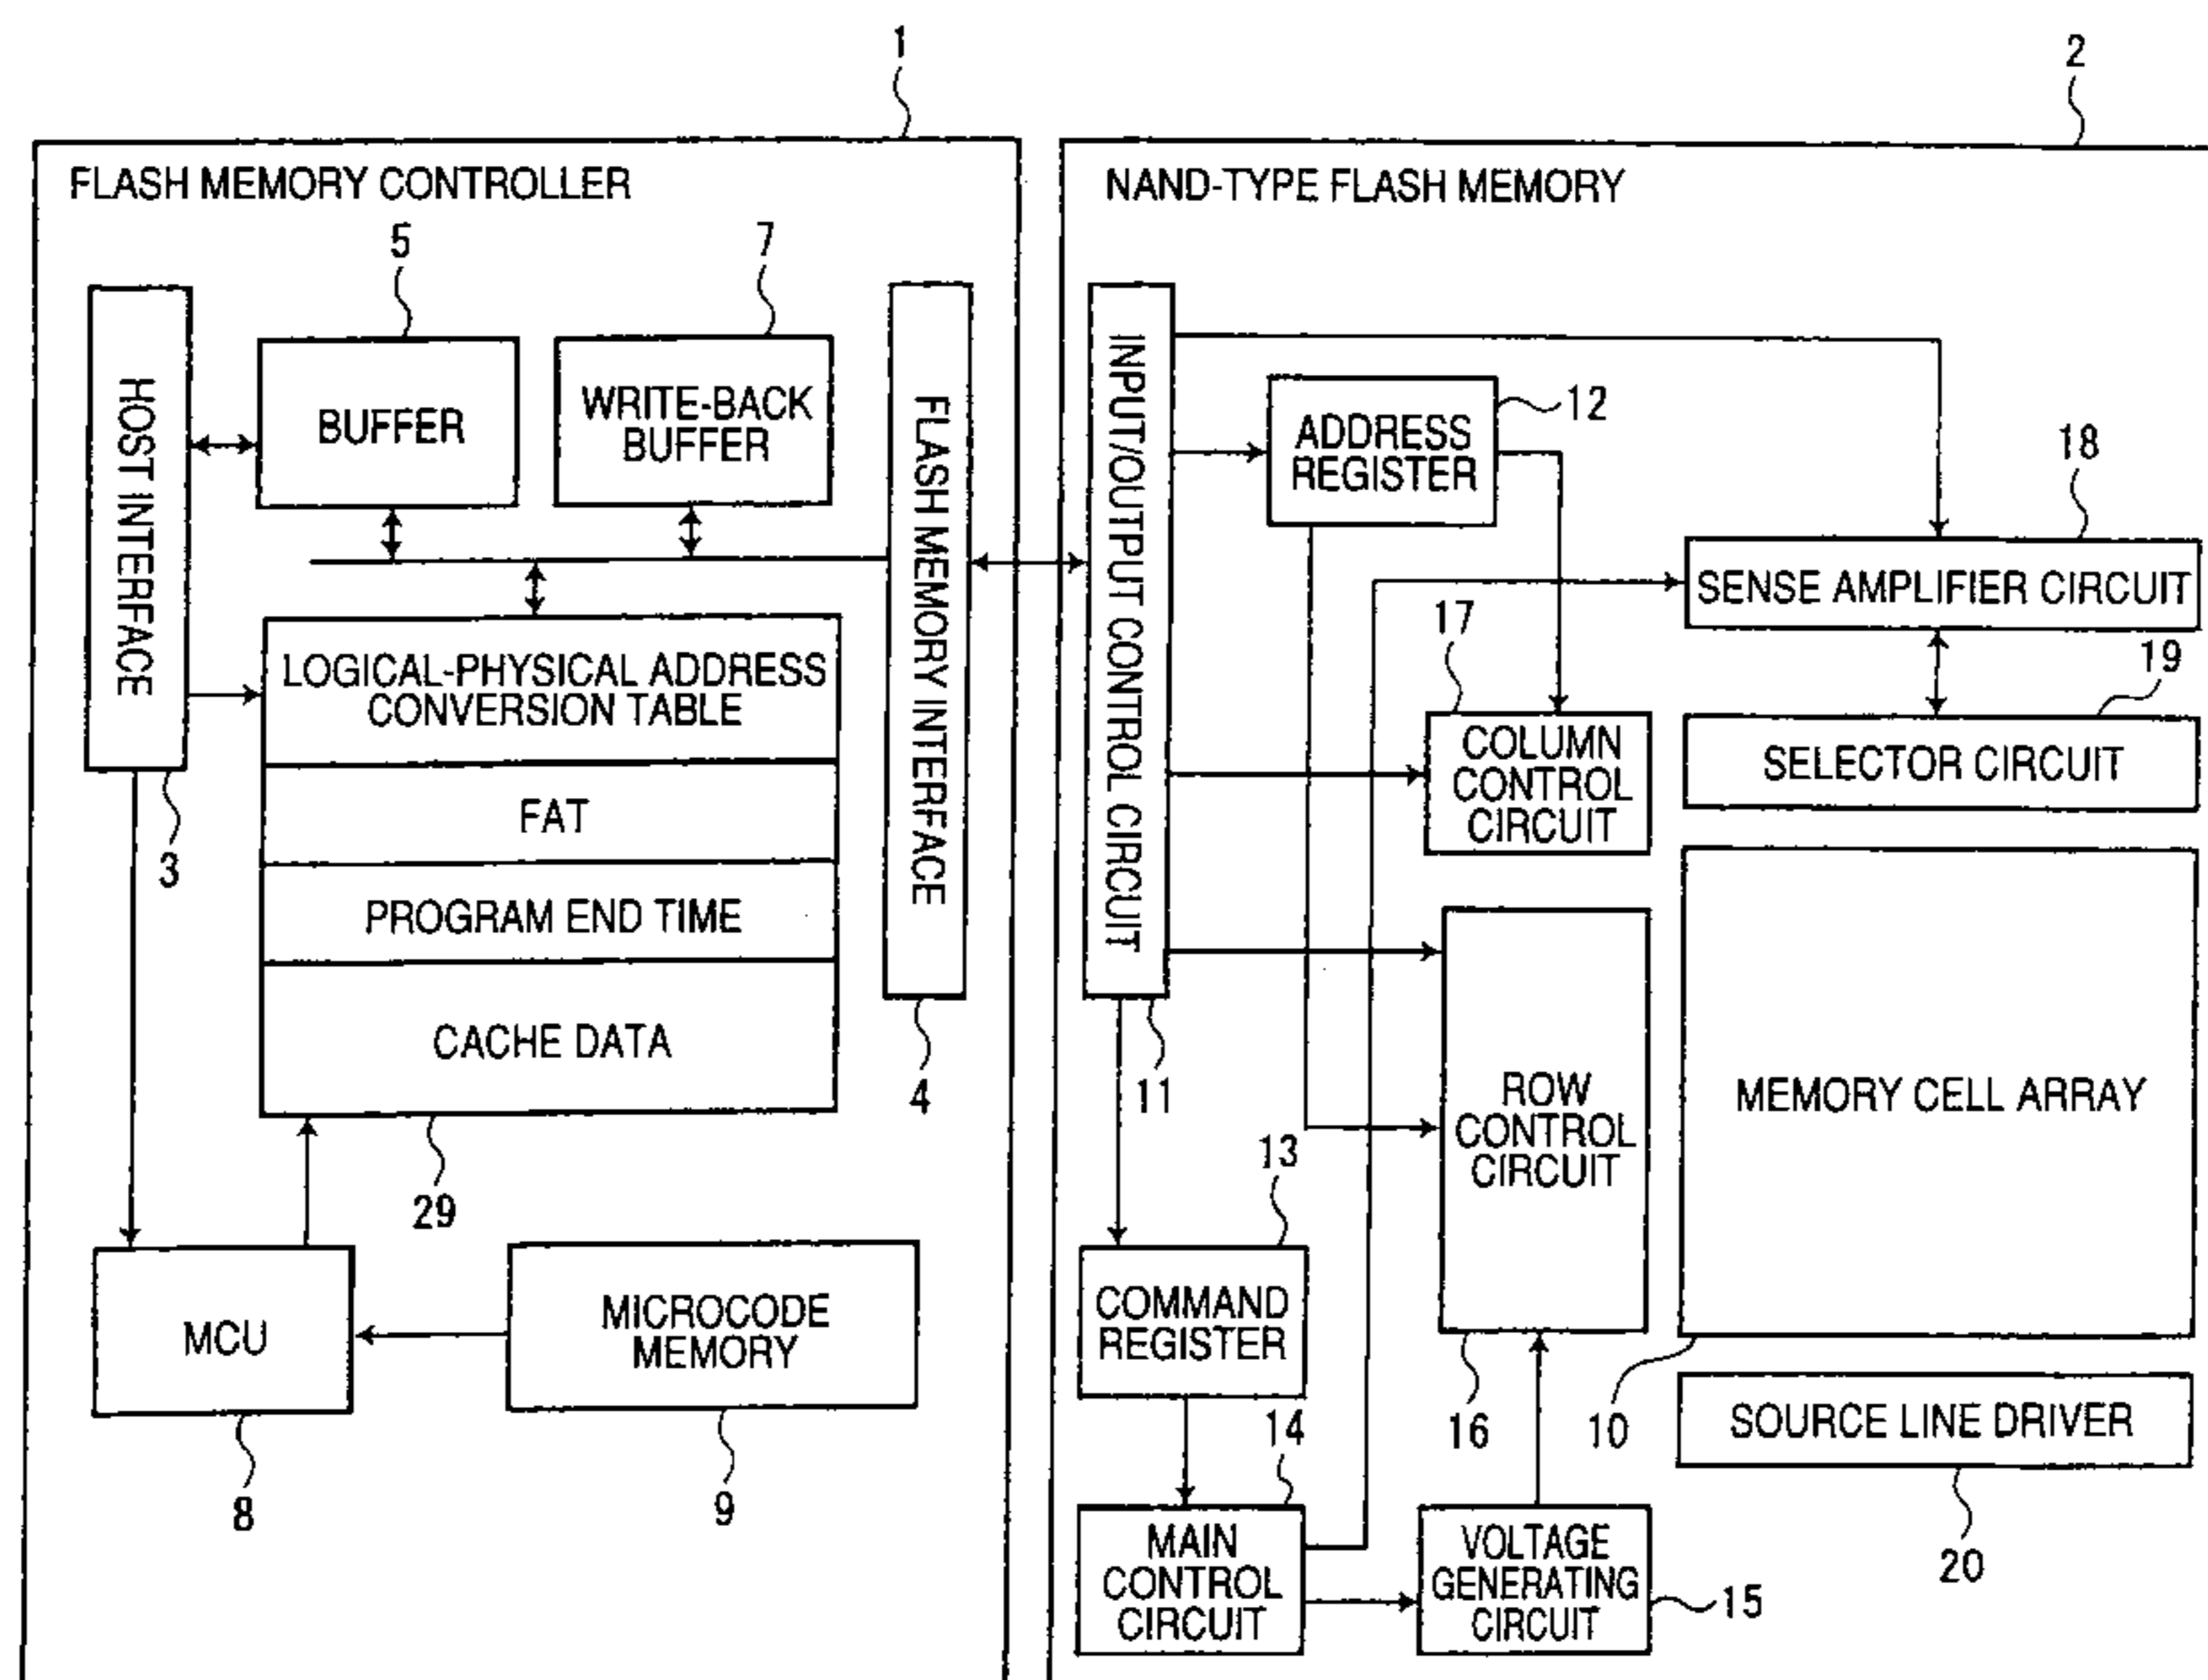 1
2
FLASH MEMORY CONTROLLER
5
7
HOST INTERFACE
3
BUFFER
WRITE-BACK
BUFFER
FLASH MEMORY INTERFACE
4
LOGICAL-PHYSICAL ADDRESS
CONVERSION TABLE
FAT
PROGRAM END TIME
CACHE DATA
29
MCU
8
MICROCODE
MEMORY
9
NAND-TYPE FLASH MEMORY
INPUT/OUTPUT CONTROL CIRCUIT
11
ADDRESS
REGISTER
12
18
SENSE AMPLIFIER CIRCUIT
17
19
COLUMN
CONTROL
CIRCUIT
SELECTOR CIRCUIT
ROW
CONTROL
CIRCUIT
16
MEMORY CELL ARRAY
10
13
COMMAND
REGISTER
14
SOURCE LINE DRIVER
20
MAIN
CONTROL
CIRCUIT
VOLTAGE
GENERATING
CIRCUIT
15